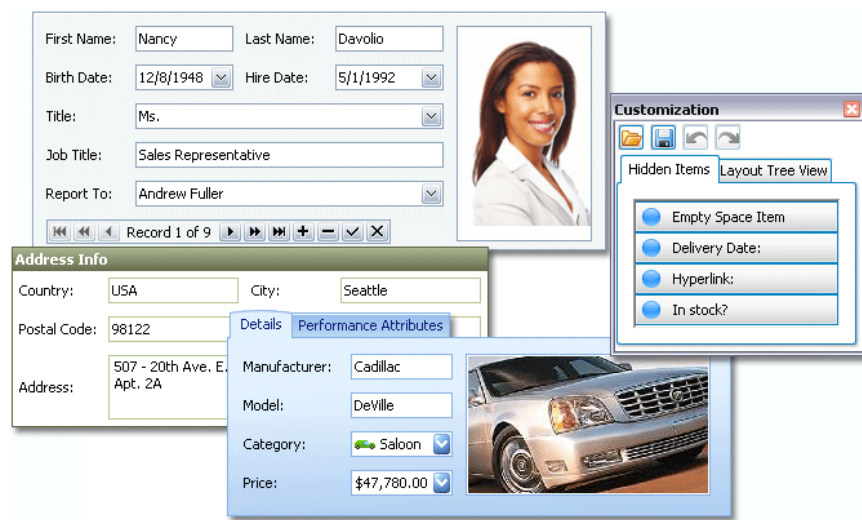 First Name: Nancy Last Name: Davolio
Birth Date: 12/8/1948 Hire Date: 5/1/1992
Title: Ms.
Job Title: Sales Representative
Report To: Andrew Fuller
Record 1 of 9
Customization
Hidden Items Layout Tree View
Empty Space Item
Delivery Date:
Hyperlink:
In stock?
Address Info
Country: USA City: Seattle
Postal Code: 98122
Address: 507 - 20th Ave. E.
Apt. 2A
Details Performance Attributes
Manufacturer: Cadillac
Model: DeVille
Category: Saloon
Price: $47,780.00